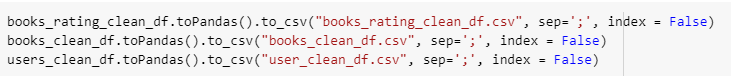 books_rating_clean_df.toPandas().to_csv("books_rating_clean_df.csv", sep=';', index = False)
books_clean_df.toPandas().to_csv("books_clean_df.csv", sep=';', index = False)
users_clean_df.toPandas().to_csv("user_clean_df.csv", sep=';', index = False)